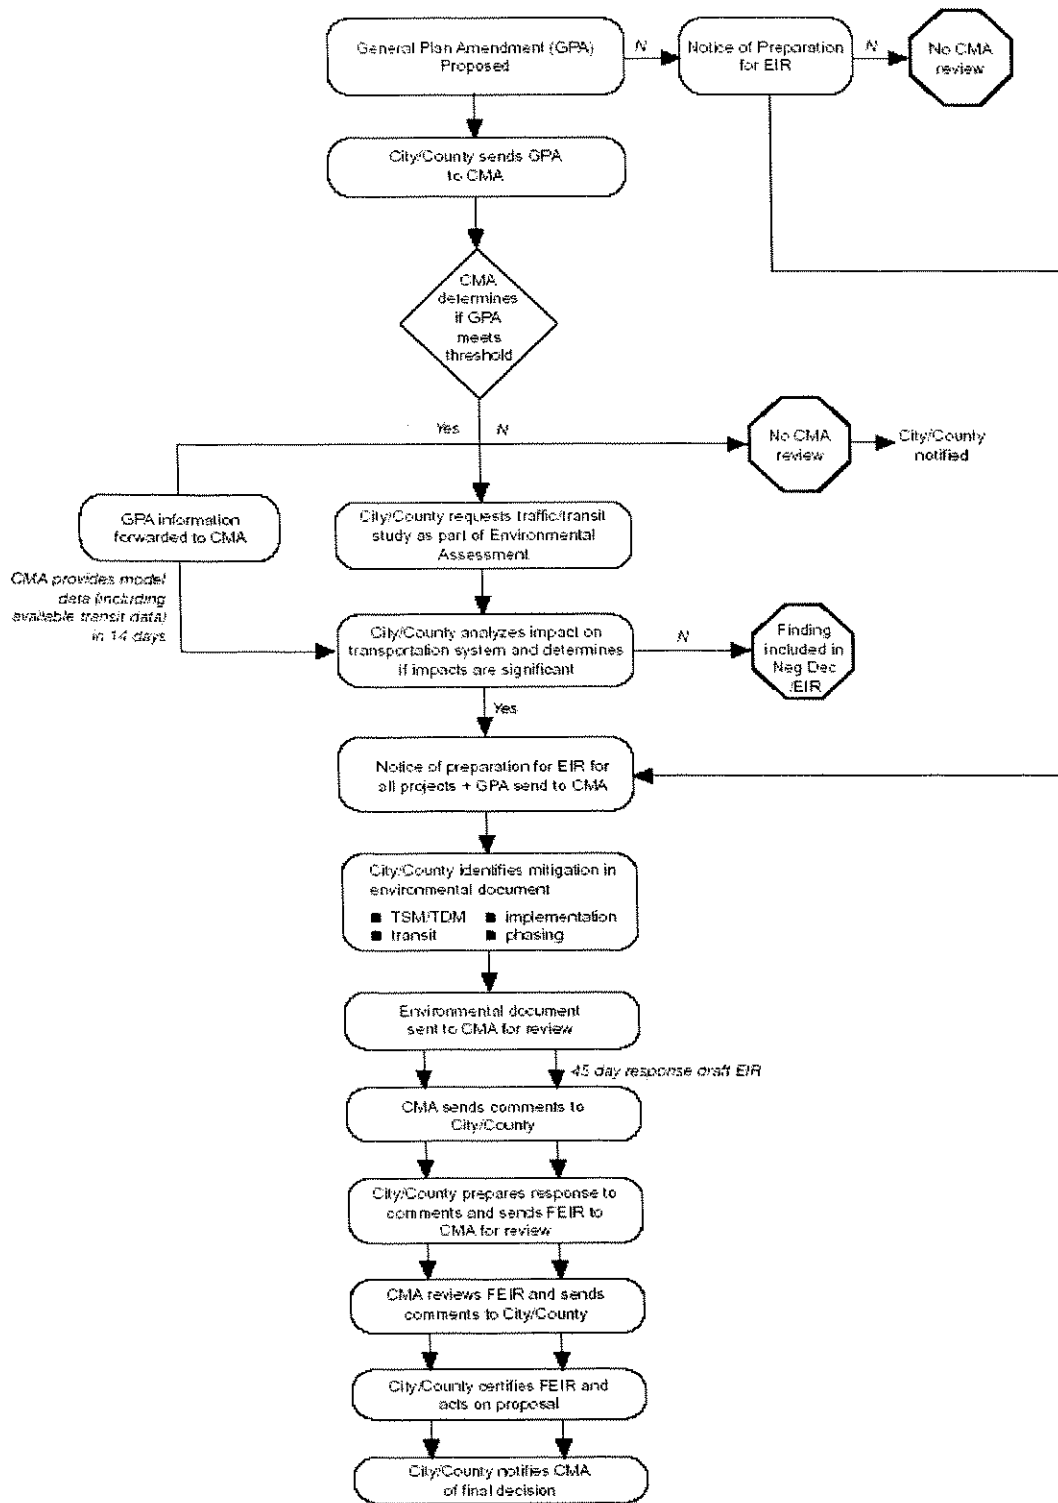 General Plan Amendment (GPA)
Proposed
N
Notice of Preparation
for EIR
N
No CMA
review
City/County sends GPA
to CMA
CMA
determines
if GPA
meets
threshold
Yes
N
No CMA
review
City/County
notified
GPA information
forwarded to CMA
City/County requests traffic/transit
study as part of Environmental
Assessment
CMA provides model
data (including
available transit data)
in 14 days
City/County analyzes impact on
transportation system and determines
if impacts are significant
N
Finding
included in
Neg Dec
/EIR
Yes
Notice of preparation for EIR for
all projects + GPA send to CMA
City/County identifies mitigation in
environmental document
■ TSM/TDM ■ implementation
■ transit ■ phasing
Environmental document
sent to CMA for review
45 day response draft EIR
CMA sends comments to
City/County
City/County prepares response to
comments and sends FEIR to
CMA for review
CMA reviews FEIR and sends
comments to City/County
City/County certifies FEIR and
acts on proposal
City/County notifies CMA
of final decision